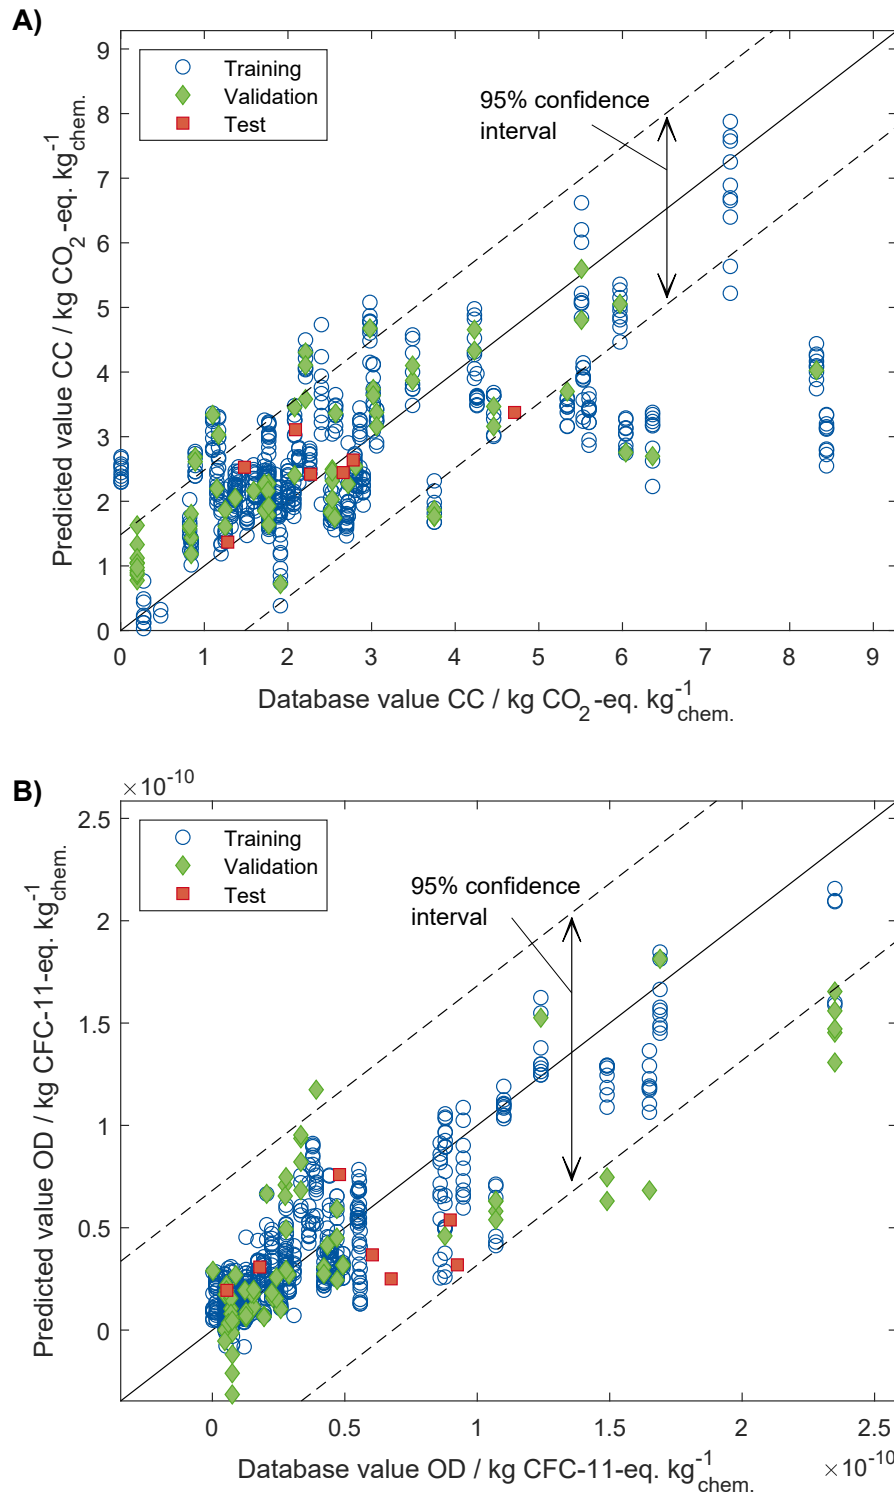 A)
Training
Validation
Test
95% confidence
interval
9
8
7
6
5
4
3
2
1
0
Predicted value CC / kg CO2-eq. kg-1chem.
0 1 2 3 4 5 6 7 8 9
Database value CC / kg CO2-eq. kg-1chem.
B)
×10-10
Training
Validation
Test
95% confidence
interval
2.5
2
1.5
1
0.5
0
Predicted value OD / kg CFC-11-eq. kg-1chem.
0 0.5 1 1.5 2 2.5
Database value OD / kg CFC-11-eq. kg-1chem.
×10-10